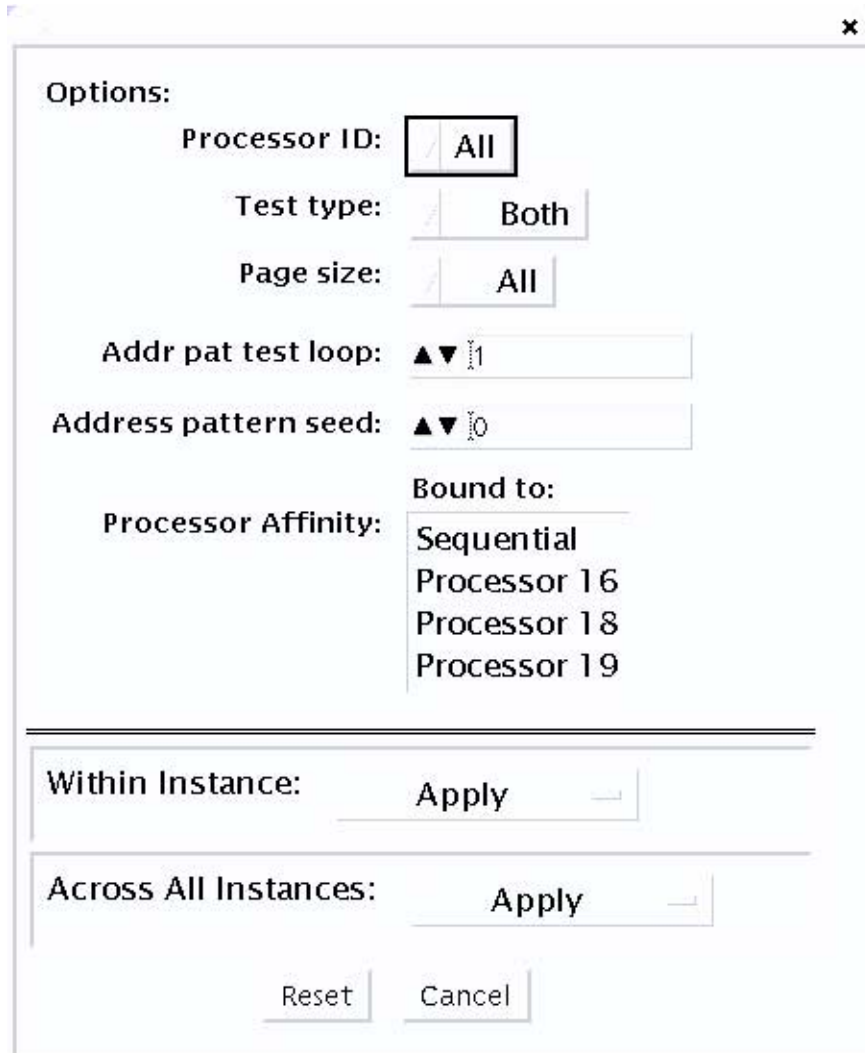 Options:
Processor ID: All
Test type: Both
Page size: All
Addr pat test loop: ▲▼ 1
Address pattern seed: ▲▼ 0
Bound to:
Processor Affinity:
Sequential
Processor 16
Processor 18
Processor 19
Within Instance: Apply
Across All Instances: Apply
Reset Cancel